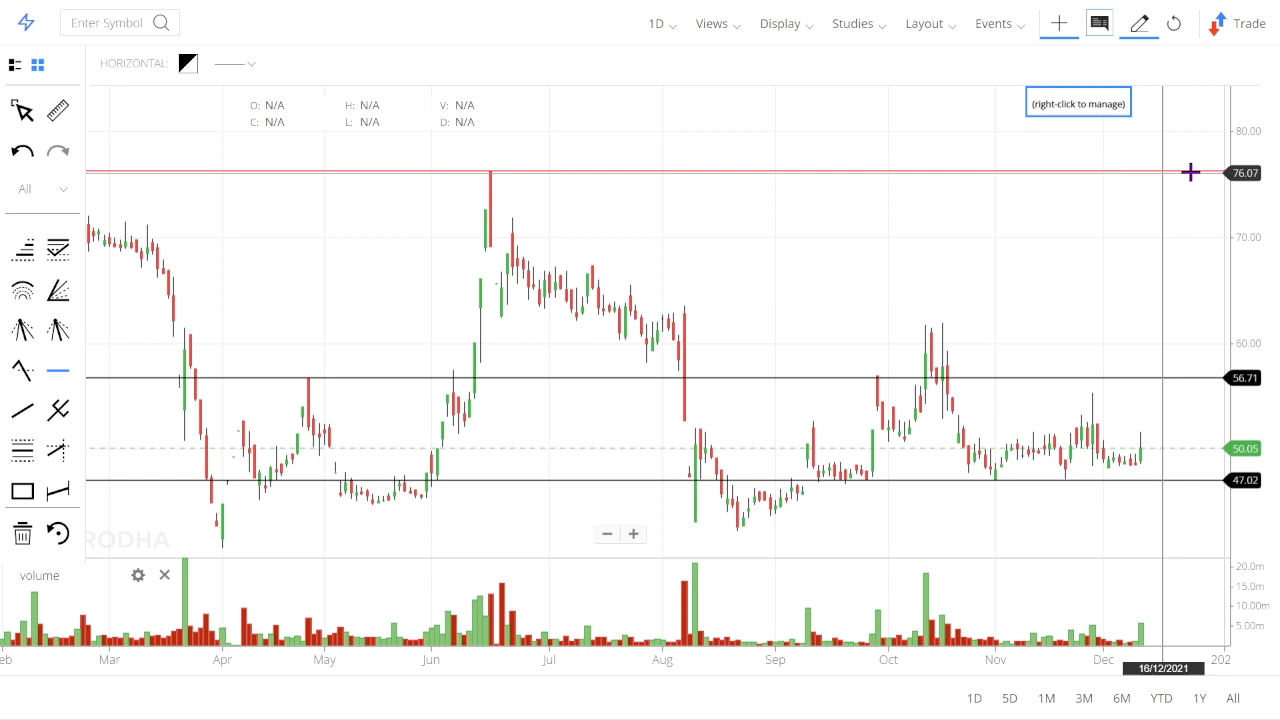 Enter Symbol
1D Views Display Studies Layout Events Trade
HORIZONTAL:
O: N/A H: N/A V: N/A
C: N/A L: N/A D: N/A
(right-click to manage)
80.00
76.07
All
70.00
60.00
56.71
50.05
47.02
RODHA
volume
20.0m
15.0m
10.00m
5.00m
eb Mar Apr May Jun Jul Aug Sep Oct Nov Dec 202
16/12/2021
1D 5D 1M 3M 6M YTD 1Y All